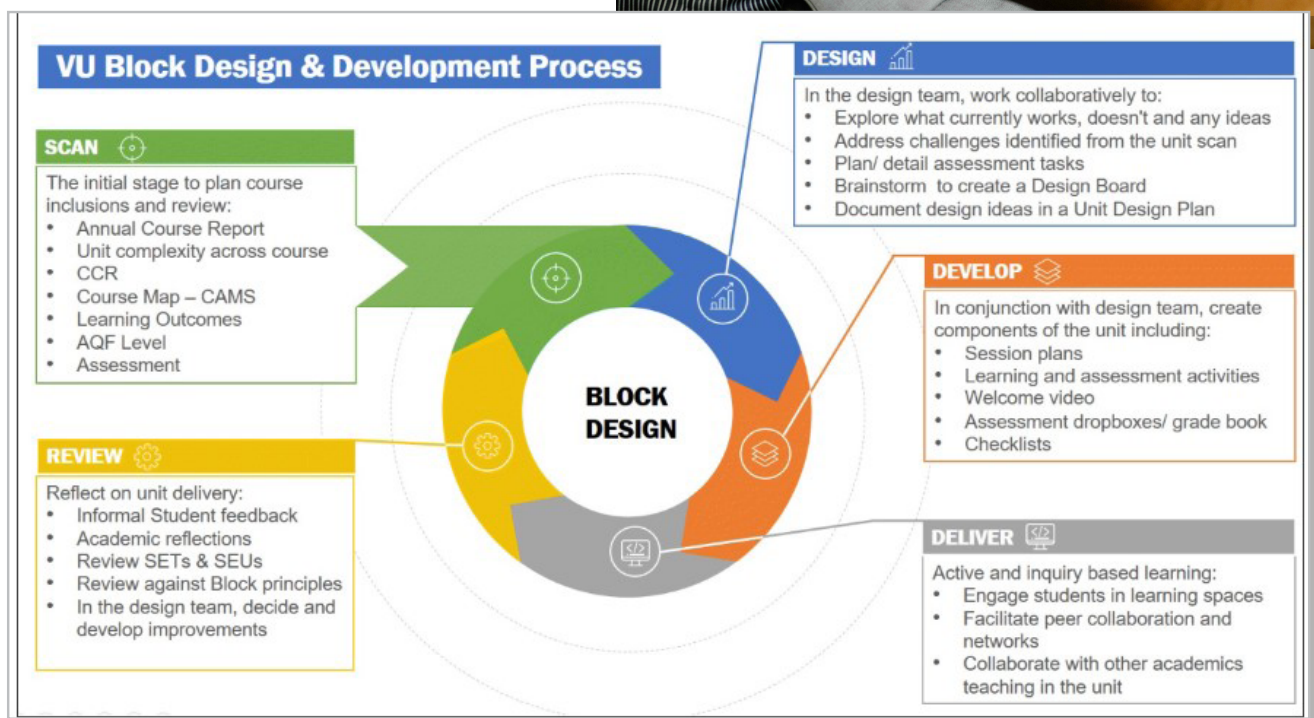 VU Block Design & Development Process
SCAN
The initial stage to plan course
inclusions and review:
• Annual Course Report
• Unit complexity across course
• CCR
• Course Map – CAMS
• Learning Outcomes
• AQF Level
• Assessment
DESIGN
In the design team, work collaboratively to:
• Explore what currently works, doesn't and any ideas
• Address challenges identified from the unit scan
• Plan/ detail assessment tasks
• Brainstorm to create a Design Board
• Document design ideas in a Unit Design Plan
DEVELOP
In conjunction with design team, create
components of the unit including:
• Session plans
• Learning and assessment activities
• Welcome video
• Assessment dropboxes/ grade book
• Checklists
BLOCK
DESIGN
REVIEW
Reflect on unit delivery:
• Informal Student feedback
• Academic reflections
• Review SETs & SEUs
• Review against Block principles
• In the design team, decide and
develop improvements
DELIVER
Active and inquiry based learning:
• Engage students in learning spaces
• Facilitate peer collaboration and
networks
• Collaborate with other academics
teaching in the unit